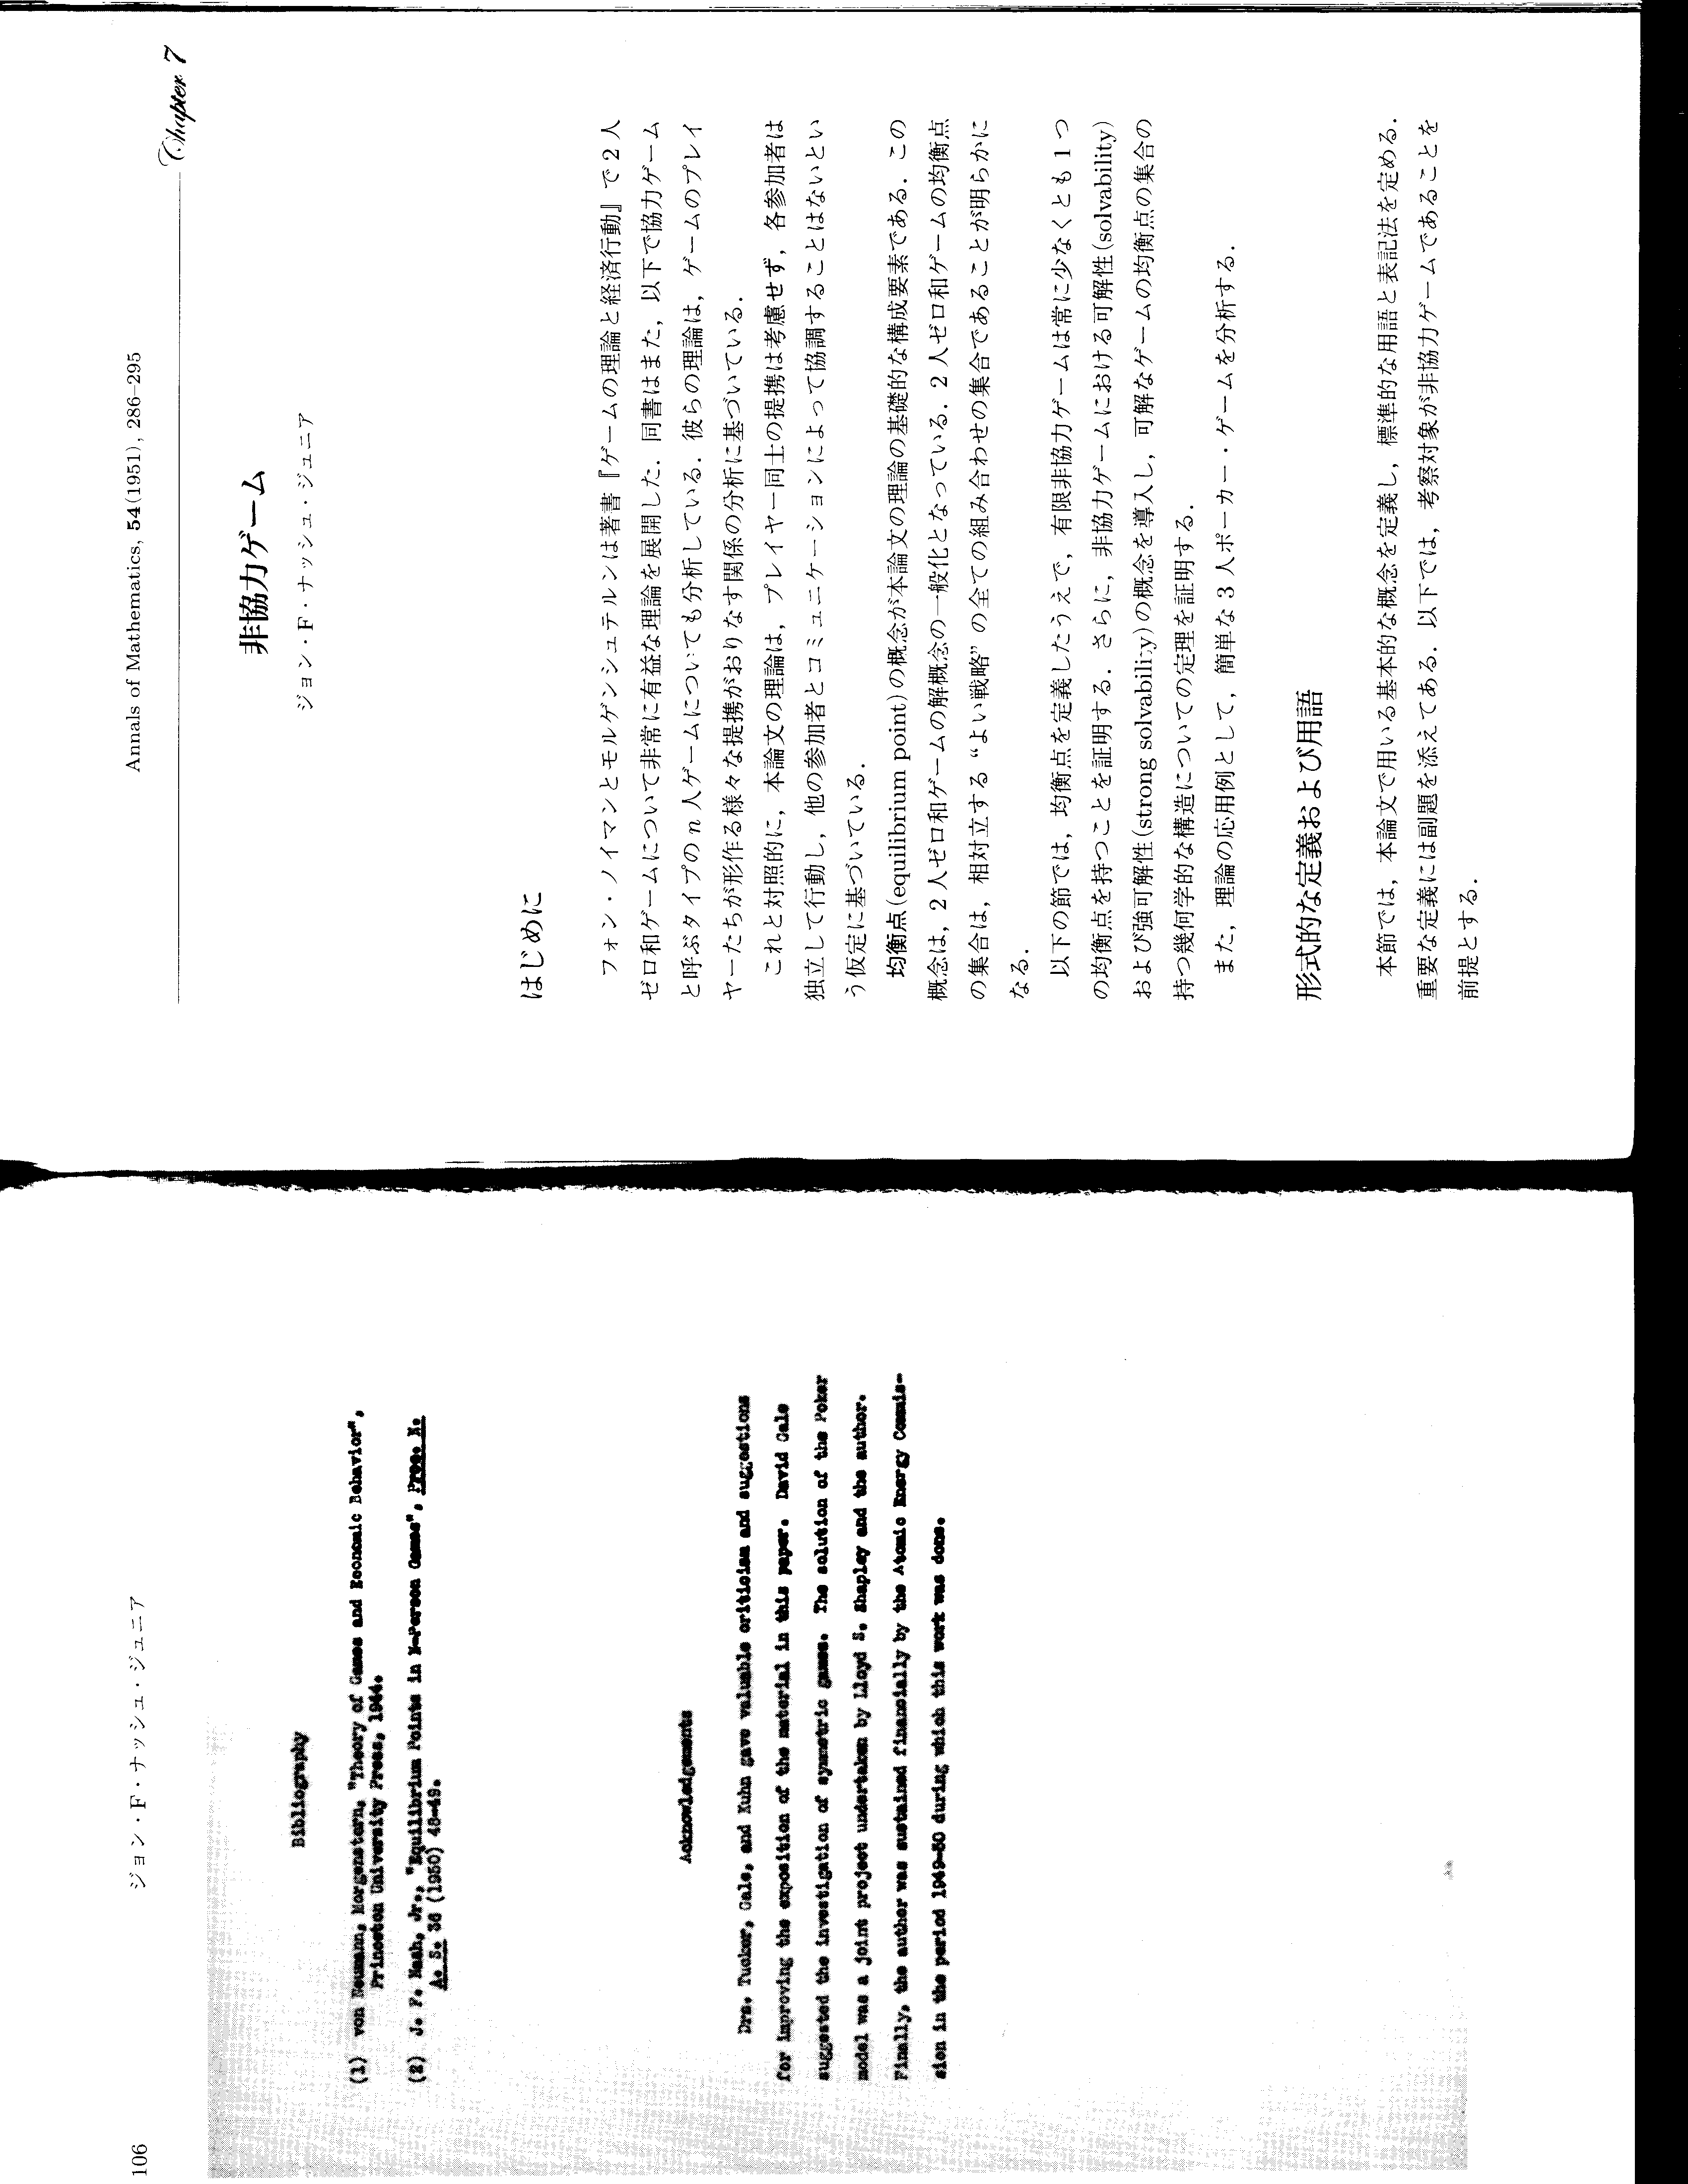 106
ジョン・F・ナッシュ・ジュニア
Bibliography
(1) von Neumann, Morgenstern, "Theory of Games and Economic Behavior",
Princeton University Press, 1944.
(2) J. F. Nash, Jr., "Equilibrium Points in N-Person Games", Proc. N.
A. S. 36 (1950) 48-49.
Acknowledgements
Drs. Tucker, Gale, and Kuhn gave valuable criticism and suggestions
for improving the exposition of the material in this paper. David Gale
suggested the investigation of symmetric games. The solution of the Poker
model was a joint project undertaken by Lloyd S. Shapley and the author.
Finally, the author was sustained financially by the Atomic Energy Commis-
sion in the period 1949-50 during which this work was done.
Annals of Mathematics, 54(1951), 286–295
Chapter 7
非協力ゲーム
ジョン・F・ナッシュ・ジュニア
はじめに
フォン・ノイマンとモルゲンシュテルンは著書『ゲームの理論と経済行動』で2人
ゼロ和ゲームについて非常に有益な理論を展開した．同書はまた，以下で協力ゲーム
と呼ぶタイプの n 人ゲームについても分析している．彼らの理論は，ゲームのプレイ
ヤーたちが形作る様々な提携がおりなす関係の分析に基づいている．
これと対照的に，本論文の理論は，プレイヤー同士の提携は考慮せず，各参加者は
独立して行動し，他の参加者とコミュニケーションによって協調することはないとい
う仮定に基づいている．
均衡点(equilibrium point)の概念が本論文の理論の基礎的な構成要素である．この
概念は，2人ゼロ和ゲームの解概念の一般化となっている．2人ゼロ和ゲームの均衡点
の集合は，相対立する“よい戦略”の全ての組み合わせの集合であることが明らかに
なる．
以下の節では，均衡点を定義したうえで，有限非協力ゲームは常に少なくとも1つ
の均衡点を持つことを証明する．さらに，非協力ゲームにおける可解性(solvability)
および強可解性(strong solvability)の概念を導入し，可解なゲームの均衡点の集合の
持つ幾何学的な構造についての定理を証明する．
また，理論の応用例として，簡単な3人ポーカー・ゲームを分析する．
形式的な定義および用語
本節では，本論文で用いる基本的な概念を定義し，標準的な用語と表記法を定める．
重要な定義には副題を添えてある．以下では，考察対象が非協力ゲームであることを
前提とする．